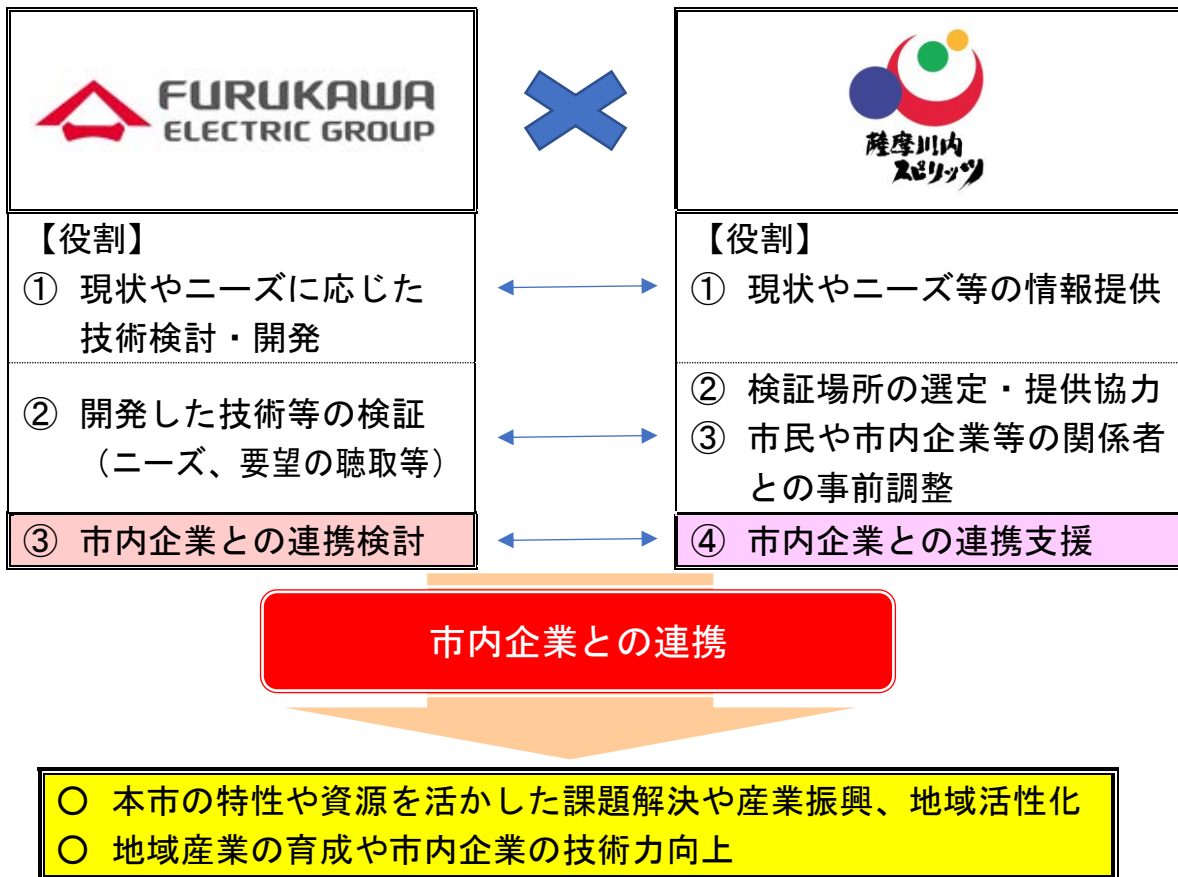 FURUKAWA
ELECTRIC GROUP
薩摩川内
スピリッツ
【役割】
① 現状やニーズに応じた
技術検討・開発
② 開発した技術等の検証
（ニーズ、要望の聴取等）
③ 市内企業との連携検討
【役割】
① 現状やニーズ等の情報提供
② 検証場所の選定・提供協力
③ 市民や市内企業等の関係者
との事前調整
④ 市内企業との連携支援
市内企業との連携
○ 本市の特性や資源を活かした課題解決や産業振興、地域活性化
○ 地域産業の育成や市内企業の技術力向上